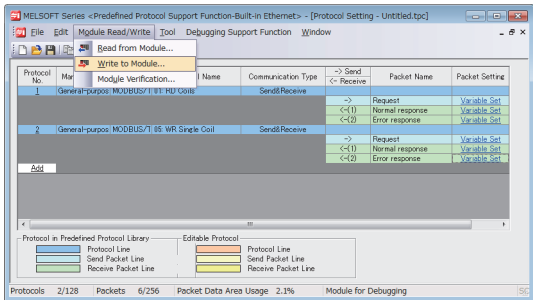 MELSOFT Series <Predefined Protocol Support Function-Built-in Ethernet> - [Protocol Setting - Untitled.tpc]
File Edit Module Read/Write Tool Debugging Support Function Window
Read from Module...
Write to Module...
Module Verification...
Protocol No. Name Communication Type -> Send <- Receive Packet Name Packet Setting
1 General-purpos MODBUS/T 01: RD Coils Send&Receive
-> Request Variable Set
<-(1) Normal response Variable Set
<-(2) Error response Variable Set
2 General-purpos MODBUS/T 05: WR Single Coil Send&Receive
-> Request Variable Set
<-(1) Normal response Variable Set
<-(2) Error response Variable Set
Add
Protocol in Predefined Protocol Library Editable Protocol
Protocol Line Protocol Line
Send Packet Line Send Packet Line
Receive Packet Line Receive Packet Line
Protocols 2/128 Packets 6/256 Packet Data Area Usage 2.1% Module for Debugging